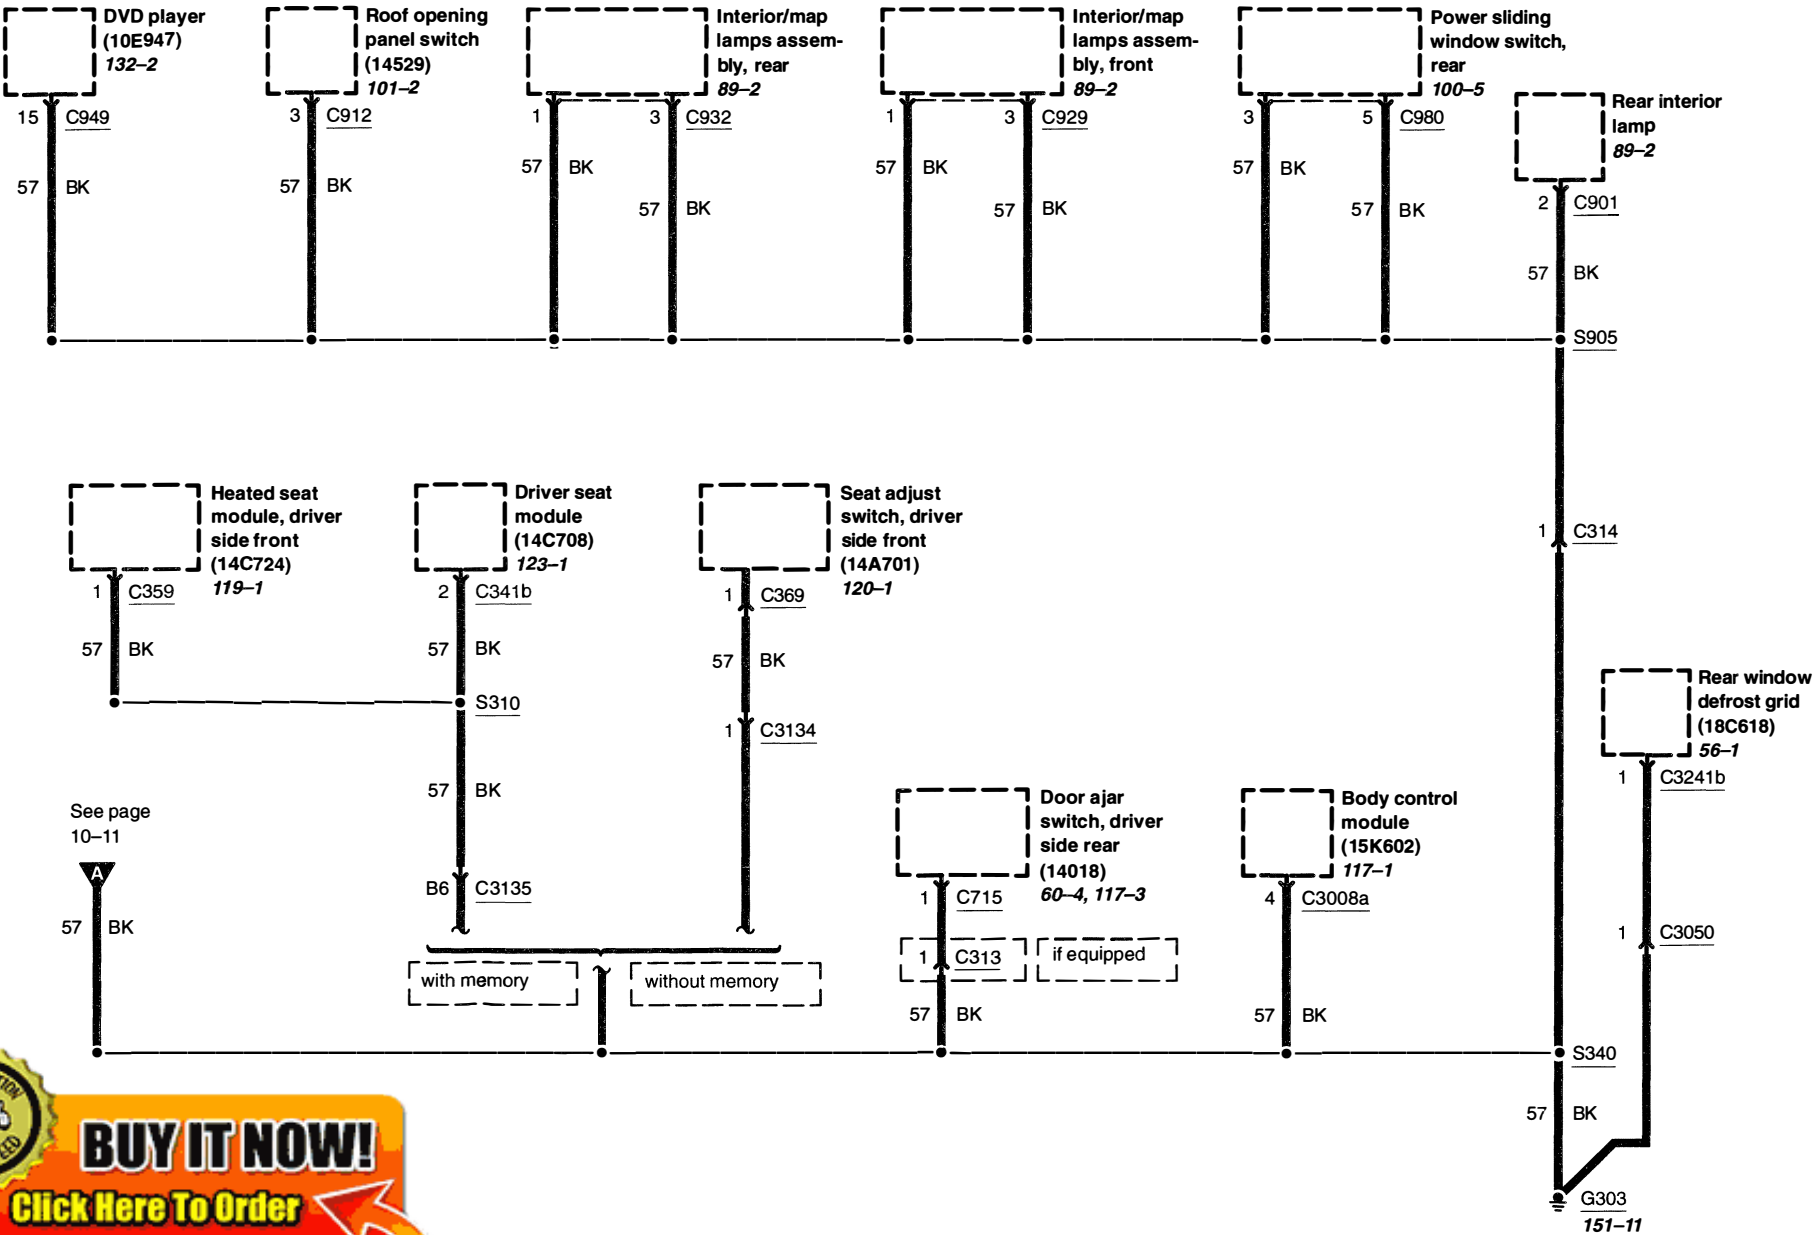 DVD player
(10E947)
132–2
15 C949
57 BK
Roof opening
panel switch
(14529)
101–2
3 C912
57 BK
Interior/map
lamps assem-
bly, rear
89–2
1 3 C932
57 BK
57 BK
Interior/map
lamps assem-
bly, front
89–2
1 3 C929
57 BK
57 BK
Power sliding
window switch,
rear
100–5
3 5 C980
57 BK
57 BK
Rear interior
lamp
89–2
2 C901
57 BK
S905
Heated seat
module, driver
side front
(14C724)
119–1
1 C359
57 BK
Driver seat
module
(14C708)
123–1
2 C341b
57 BK
S310
57 BK
B6 C3135
Seat adjust
switch, driver
side front
(14A701)
120–1
1 C369
57 BK
1 C3134
1 C314
Rear window
defrost grid
(18C618)
56–1
1 C3241b
1 C3050
See page
10–11
A
57 BK
with memory
without memory
Door ajar
switch, driver
side rear
(14018)
60–4, 117–3
1 C715
1 C313
if equipped
57 BK
Body control
module
(15K602)
117–1
4 C3008a
57 BK
S340
57 BK
G303
151–11
BUY IT NOW!
Click Here To Order